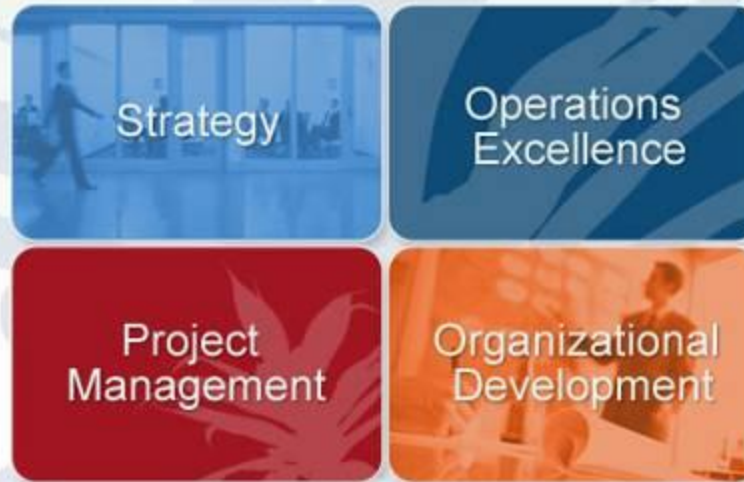 Strategy
Operations
Excellence
Project
Management
Organizational
Development